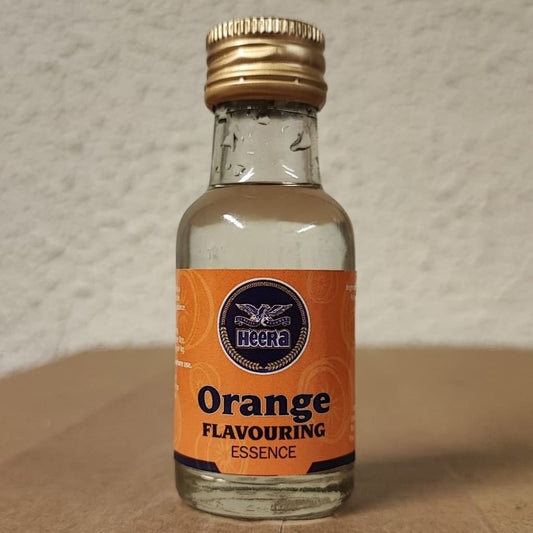 HEERA
Orange
FLAVOURING
ESSENCE